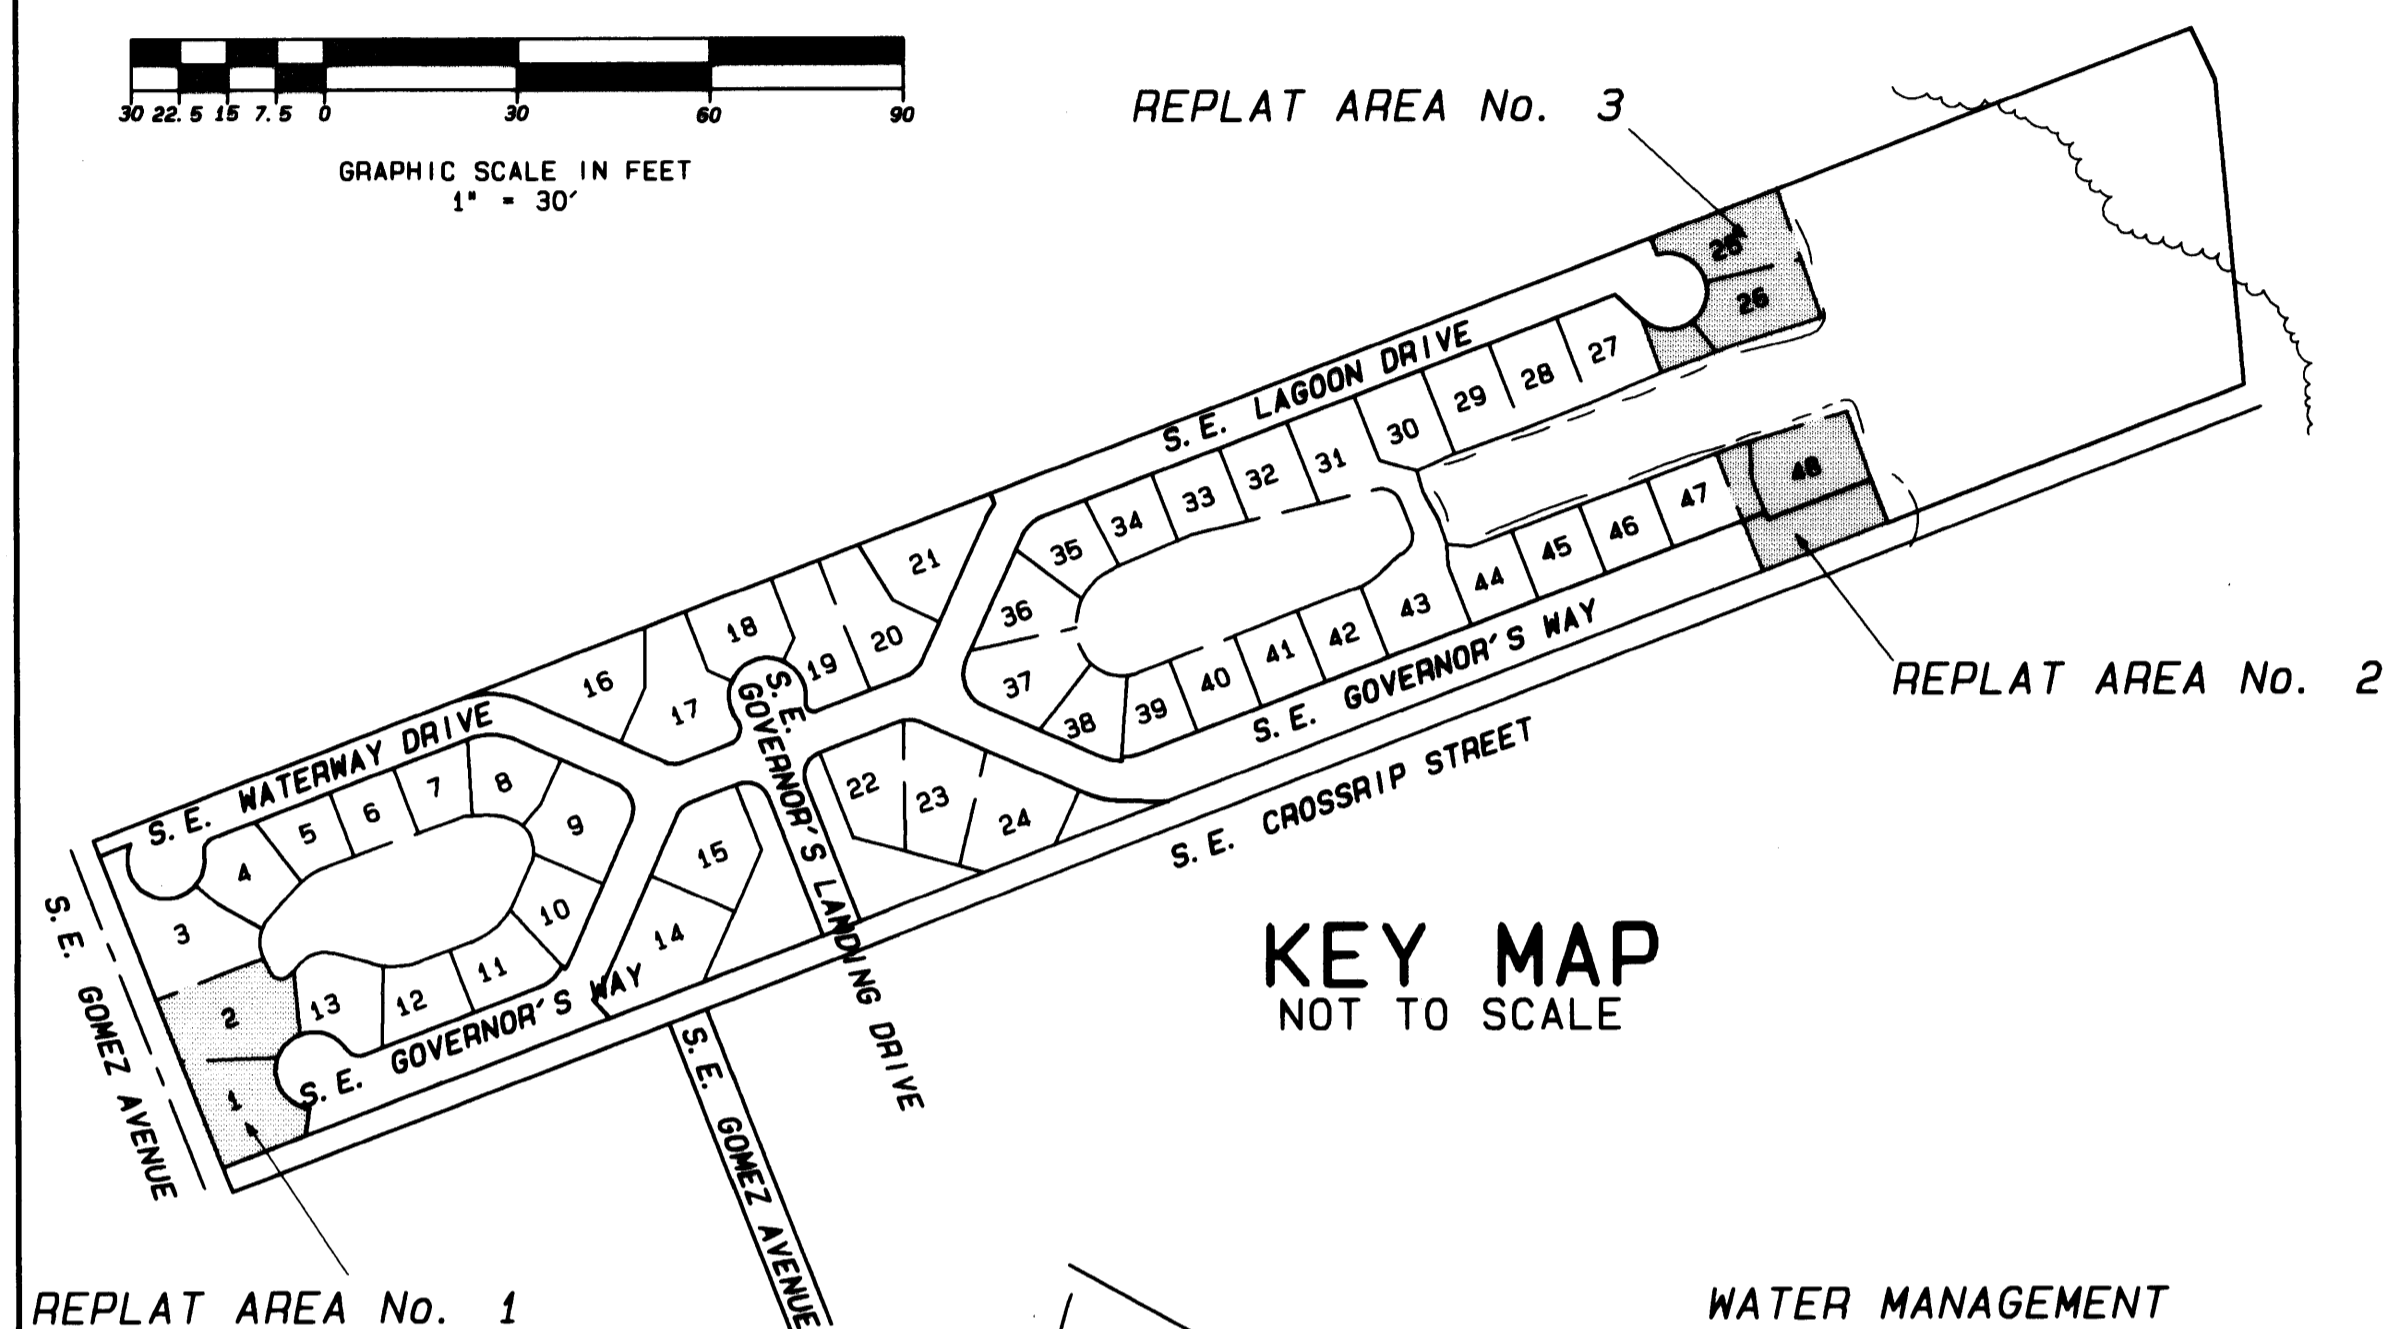 30 22.5 15 7.5 0 30 60 90
GRAPHIC SCALE IN FEET
1" = 30'
REPLAT AREA No. 3
25
26
S.E. LAGOON DRIVE
27
28
29
30
31
32
33
34
35
36
37
38
39
40
41
42
43
44
45
46
47
48
REPLAT AREA No. 2
S.E. GOVERNOR'S WAY
S.E. CROSSRIP STREET
16
17
18
19
20
21
22
23
24
S.E. GOVERNOR'S LANDING DRIVE
S.E. WATERWAY DRIVE
3
4
5
6
7
8
9
10
11
12
13
14
15
2
1
S.E. GOVERNOR'S WAY
S.E. GOMEZ AVENUE
S.E. GOMEZ AVENUE
KEY MAP
NOT TO SCALE
REPLAT AREA No. 1
WATER MANAGEMENT